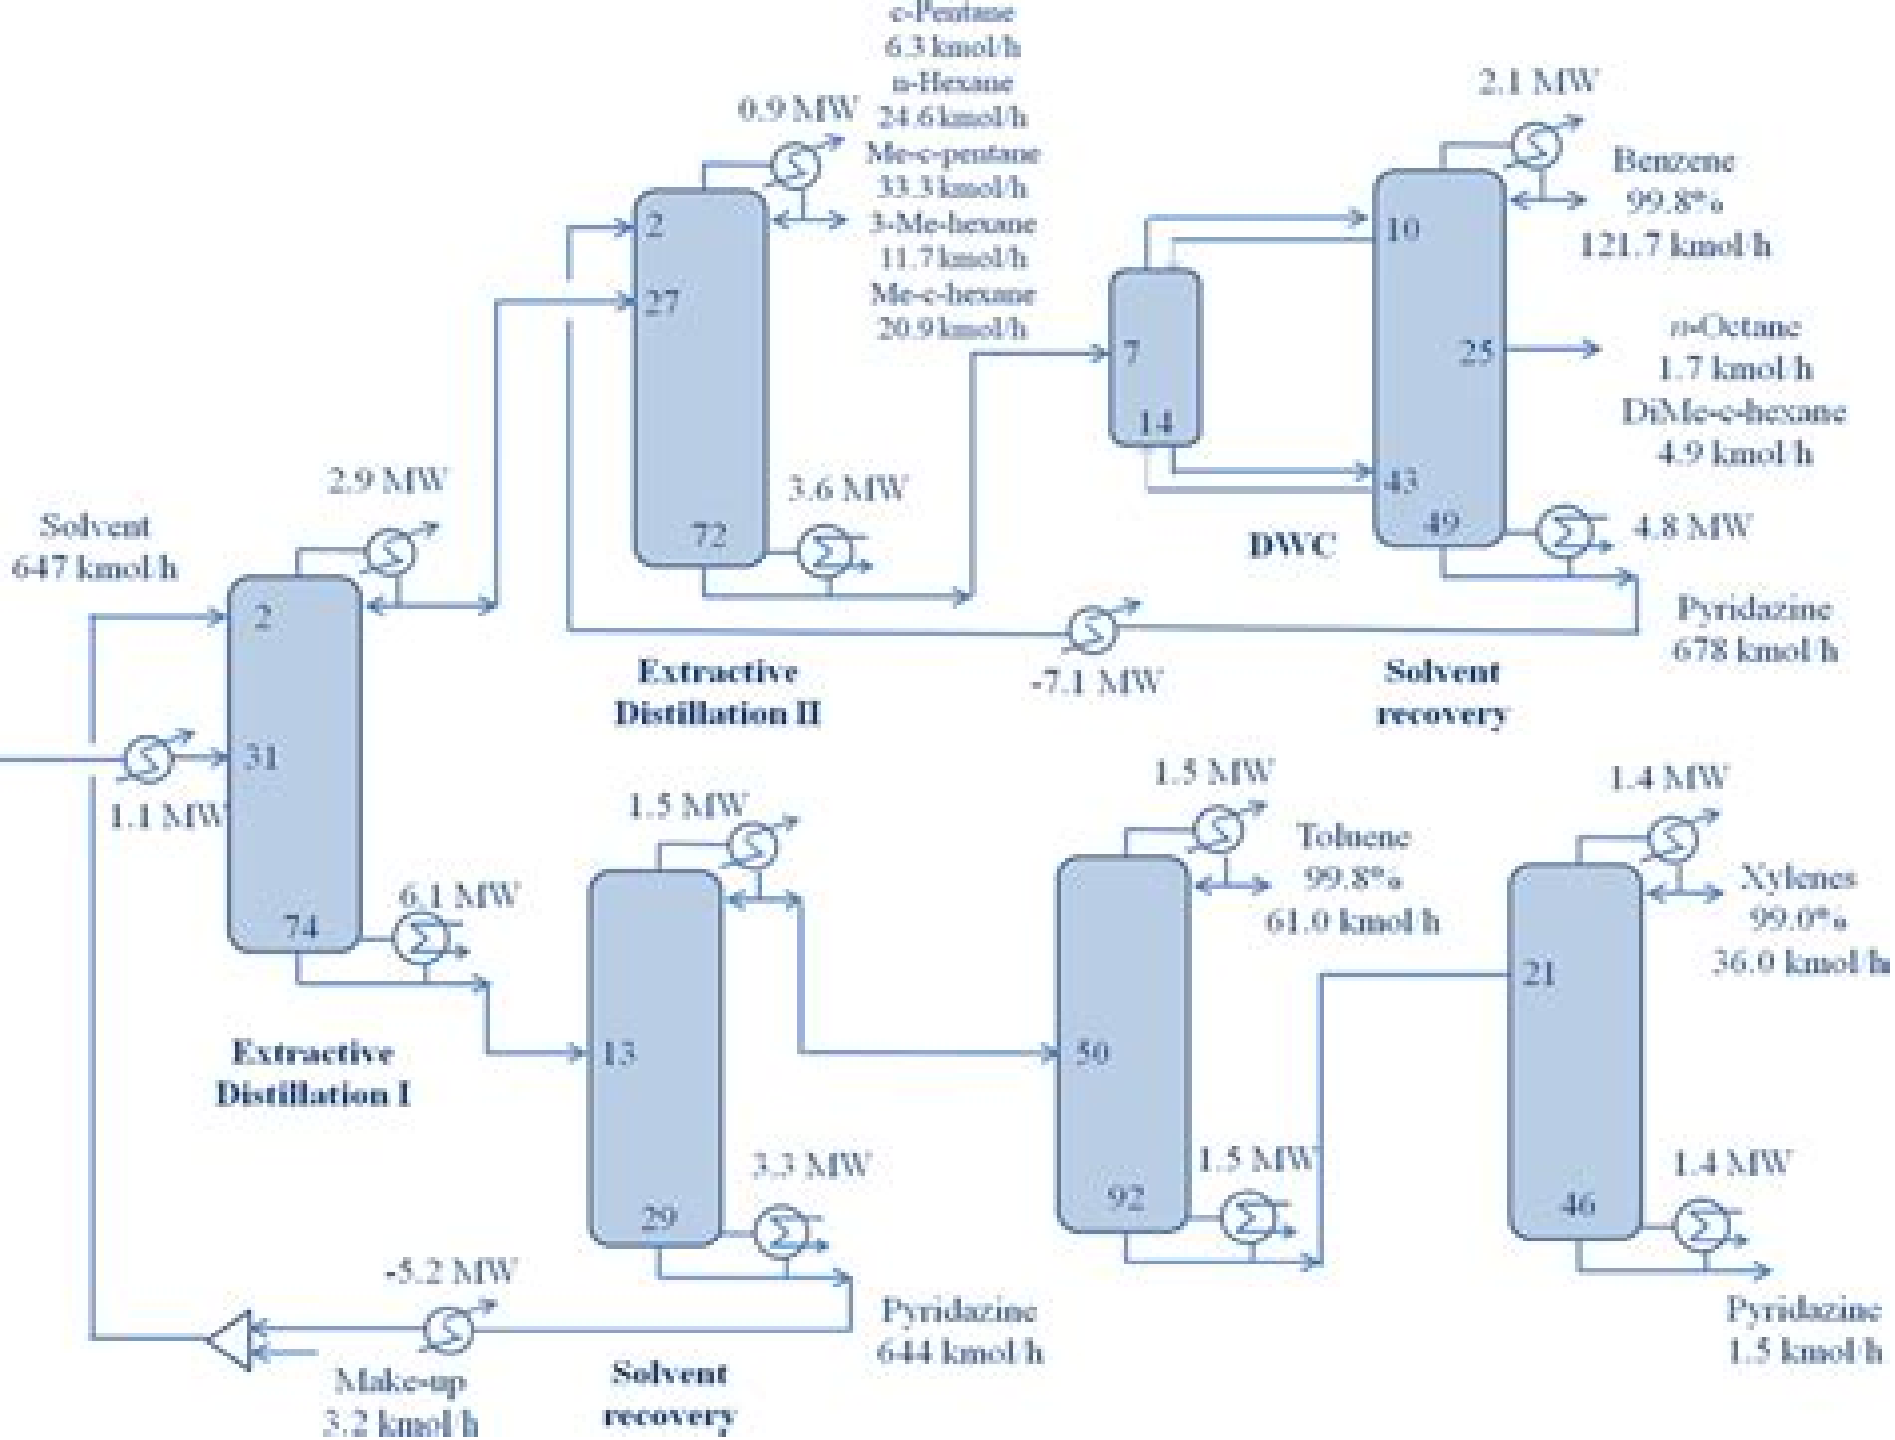 c-Pentane
6.3 kmol/h
n-Hexane
24.6 kmol/h
Me-c-pentane
33.3 kmol/h
3-Me-hexane
11.7 kmol/h
Me-c-hexane
20.9 kmol/h
0.9 MW
2
27
72
3.6 MW
7
14
2.1 MW
10
25
43
49
Benzene
99.8%
121.7 kmol/h
n-Octane
1.7 kmol/h
DiMe-c-hexane
4.9 kmol/h
4.8 MW
DWC
Pyridazine
678 kmol/h
-7.1 MW
Extractive
Distillation II
Solvent
recovery
Solvent
647 kmol/h
2.9 MW
2
31
74
1.1 MW
6.1 MW
Extractive
Distillation I
1.5 MW
13
29
3.3 MW
-5.2 MW
Make-up
3.2 kmol/h
Solvent
recovery
Pyridazine
644 kmol/h
1.5 MW
50
92
Toluene
99.8%
61.0 kmol/h
1.5 MW
1.4 MW
21
46
Xylenes
99.0%
36.0 kmol/h
1.4 MW
Pyridazine
1.5 kmol/h